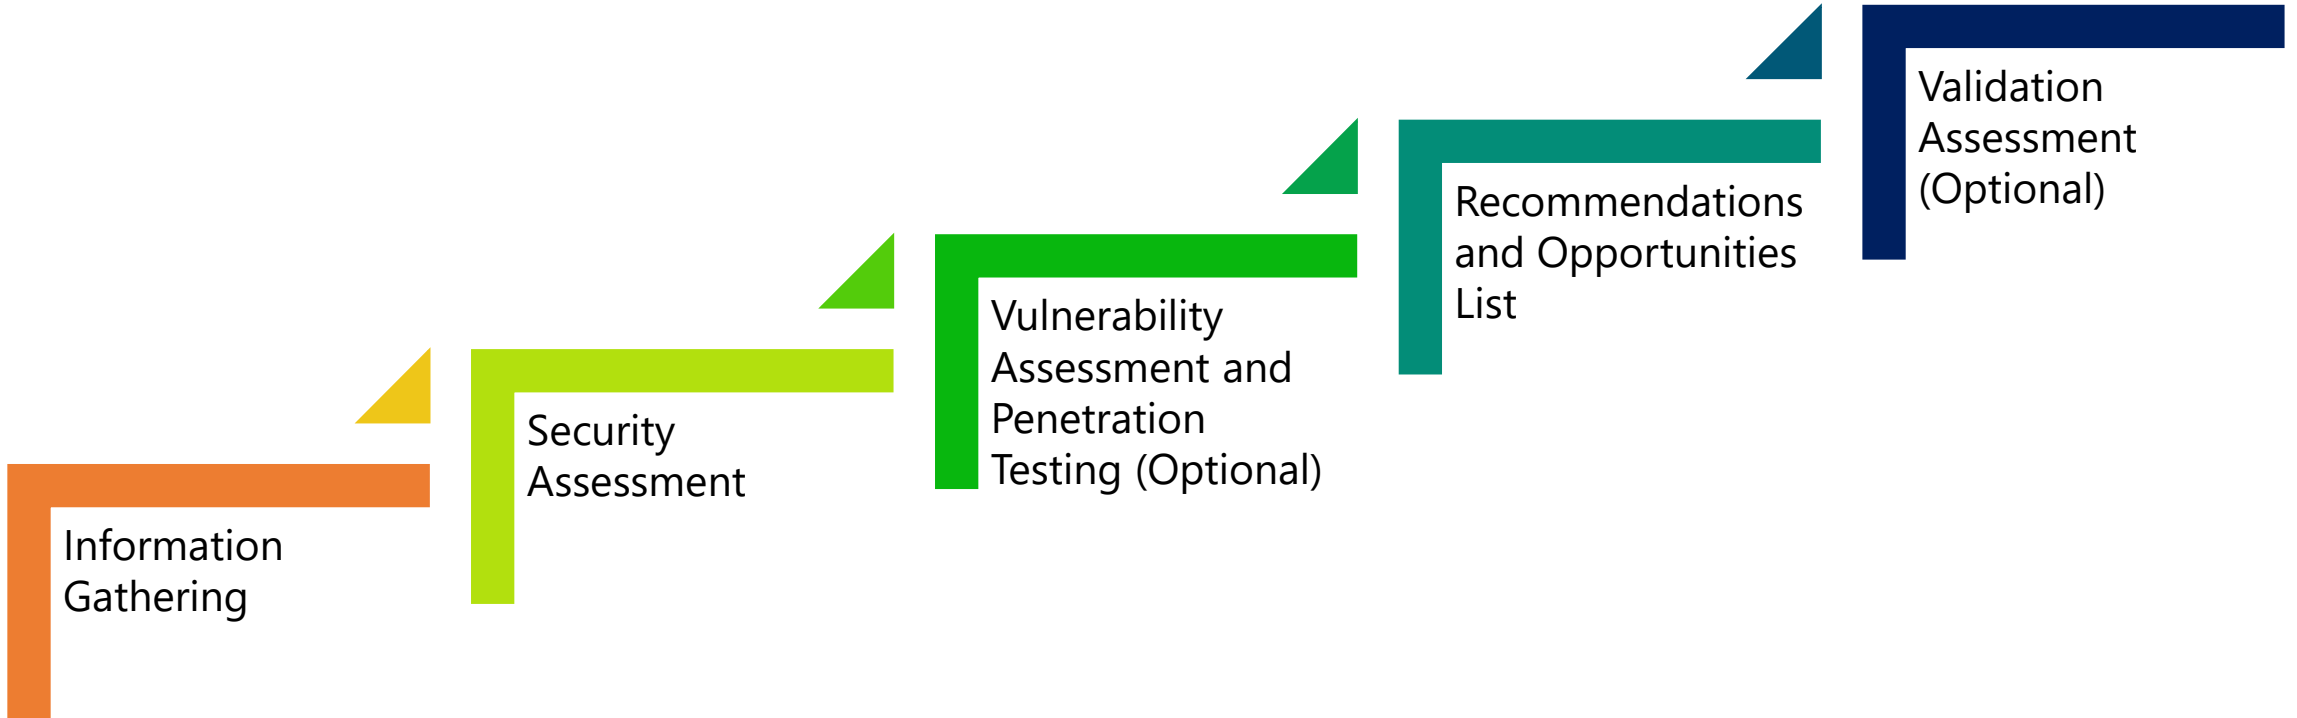 Information
Gathering
Security
Assessment
Vulnerability
Assessment and
Penetration
Testing (Optional)
Recommendations
and Opportunities
List
Validation
Assessment
(Optional)